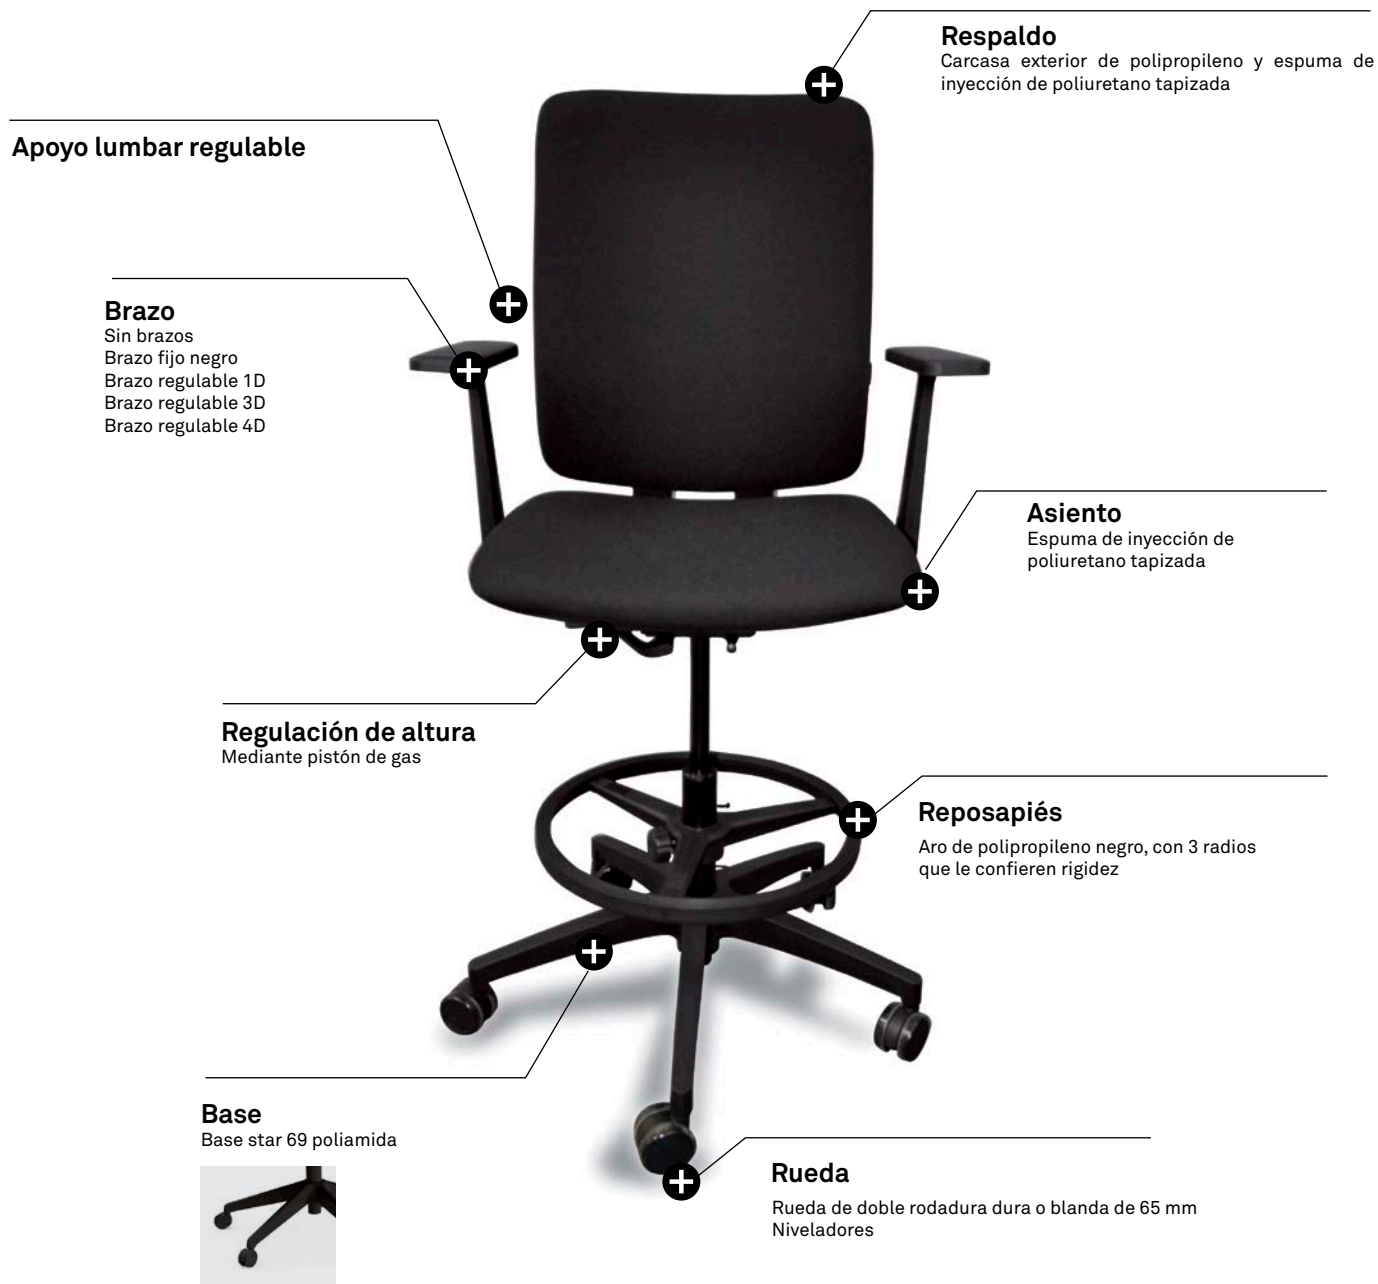 Respaldo
Carcasa exterior de polipropileno y espuma de
inyección de poliuretano tapizada
Apoyo lumbar regulable
Brazo
Sin brazos
Brazo fijo negro
Brazo regulable 1D
Brazo regulable 3D
Brazo regulable 4D
Asiento
Espuma de inyección de
poliuretano tapizada
Regulación de altura
Mediante pistón de gas
Reposapiés
Aro de polipropileno negro, con 3 radios
que le confieren rigidez
Base
Base star 69 poliamida
Rueda
Rueda de doble rodadura dura o blanda de 65 mm
Niveladores